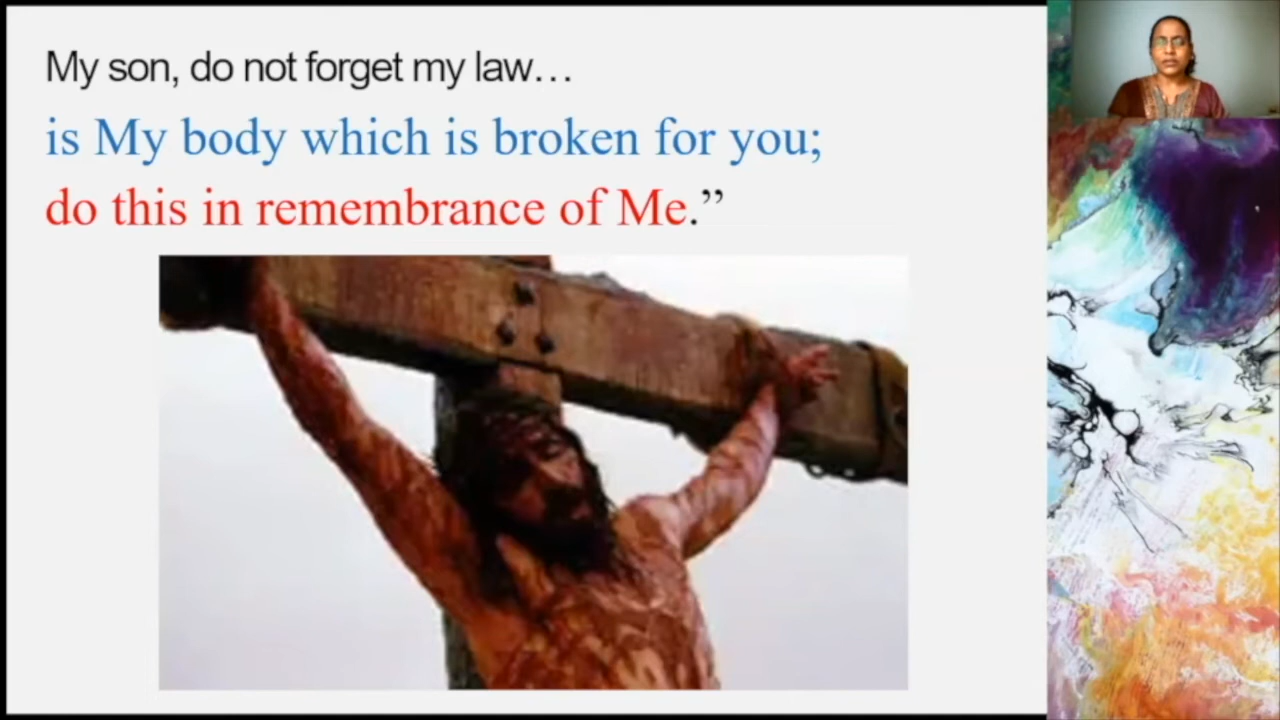 My son, do not forget my law…
is My body which is broken for you;
do this in remembrance of Me.”